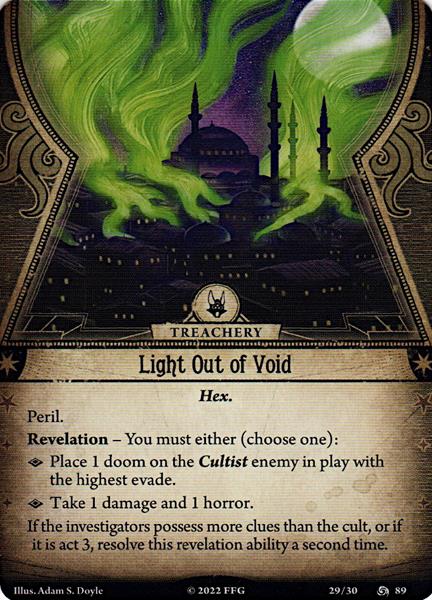 TREACHERY
Light Out of Void
Hex.
Peril.
Revelation – You must either (choose one):
Place 1 doom on the Cultist enemy in play with
the highest evade.
Take 1 damage and 1 horror.
If the investigators possess more clues than the cult, or if
it is act 3, resolve this revelation ability a second time.
Illus. Adam S. Doyle © 2022 FFG 29/30 89